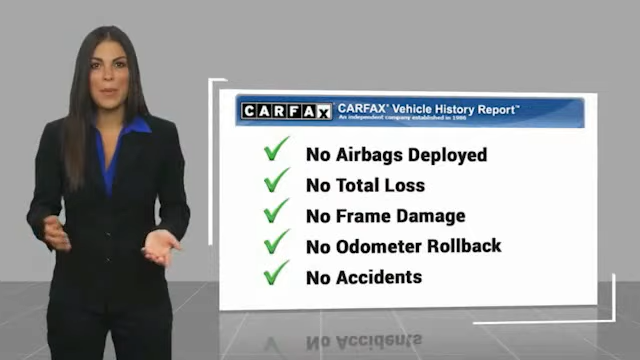 CARFAX CARFAX® Vehicle History Report™
An independent company established in 1986
No Airbags Deployed
No Total Loss
No Frame Damage
No Odometer Rollback
No Accidents
No Accidents